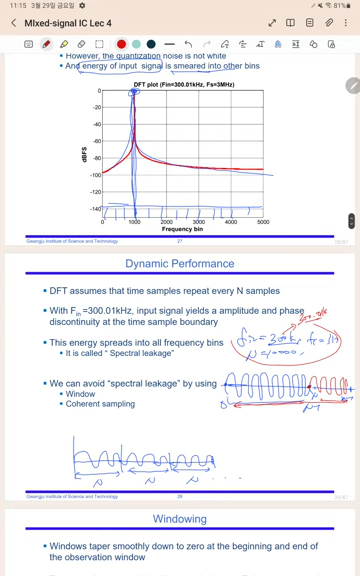 11:15 3월 29일 금요일
81%
MIxed-signal IC Lec 4
However, the quantization noise is not white
And energy of input signal is smeared into other bins
DFT plot (Fin=300.01kHz, Fs=3MHz)
dBFS
0
-20
-40
-60
-80
-100
-120
-140
0 1000 2000 3000 4000 5000
Frequency bin
Gwangju Institute of Science and Technology 27
Dynamic Performance
DFT assumes that time samples repeat every N samples
With Fin =300.01kHz, input signal yields a amplitude and phase discontinuity at the time sample boundary
This energy spreads into all frequency bins
It is called “ Spectral leakage”
We can avoid “spectral leakage” by using
Window
Coherent sampling
N N N
Gwangju Institute of Science and Technology 28
Windowing
Windows taper smoothly down to zero at the beginning and end of the observation window